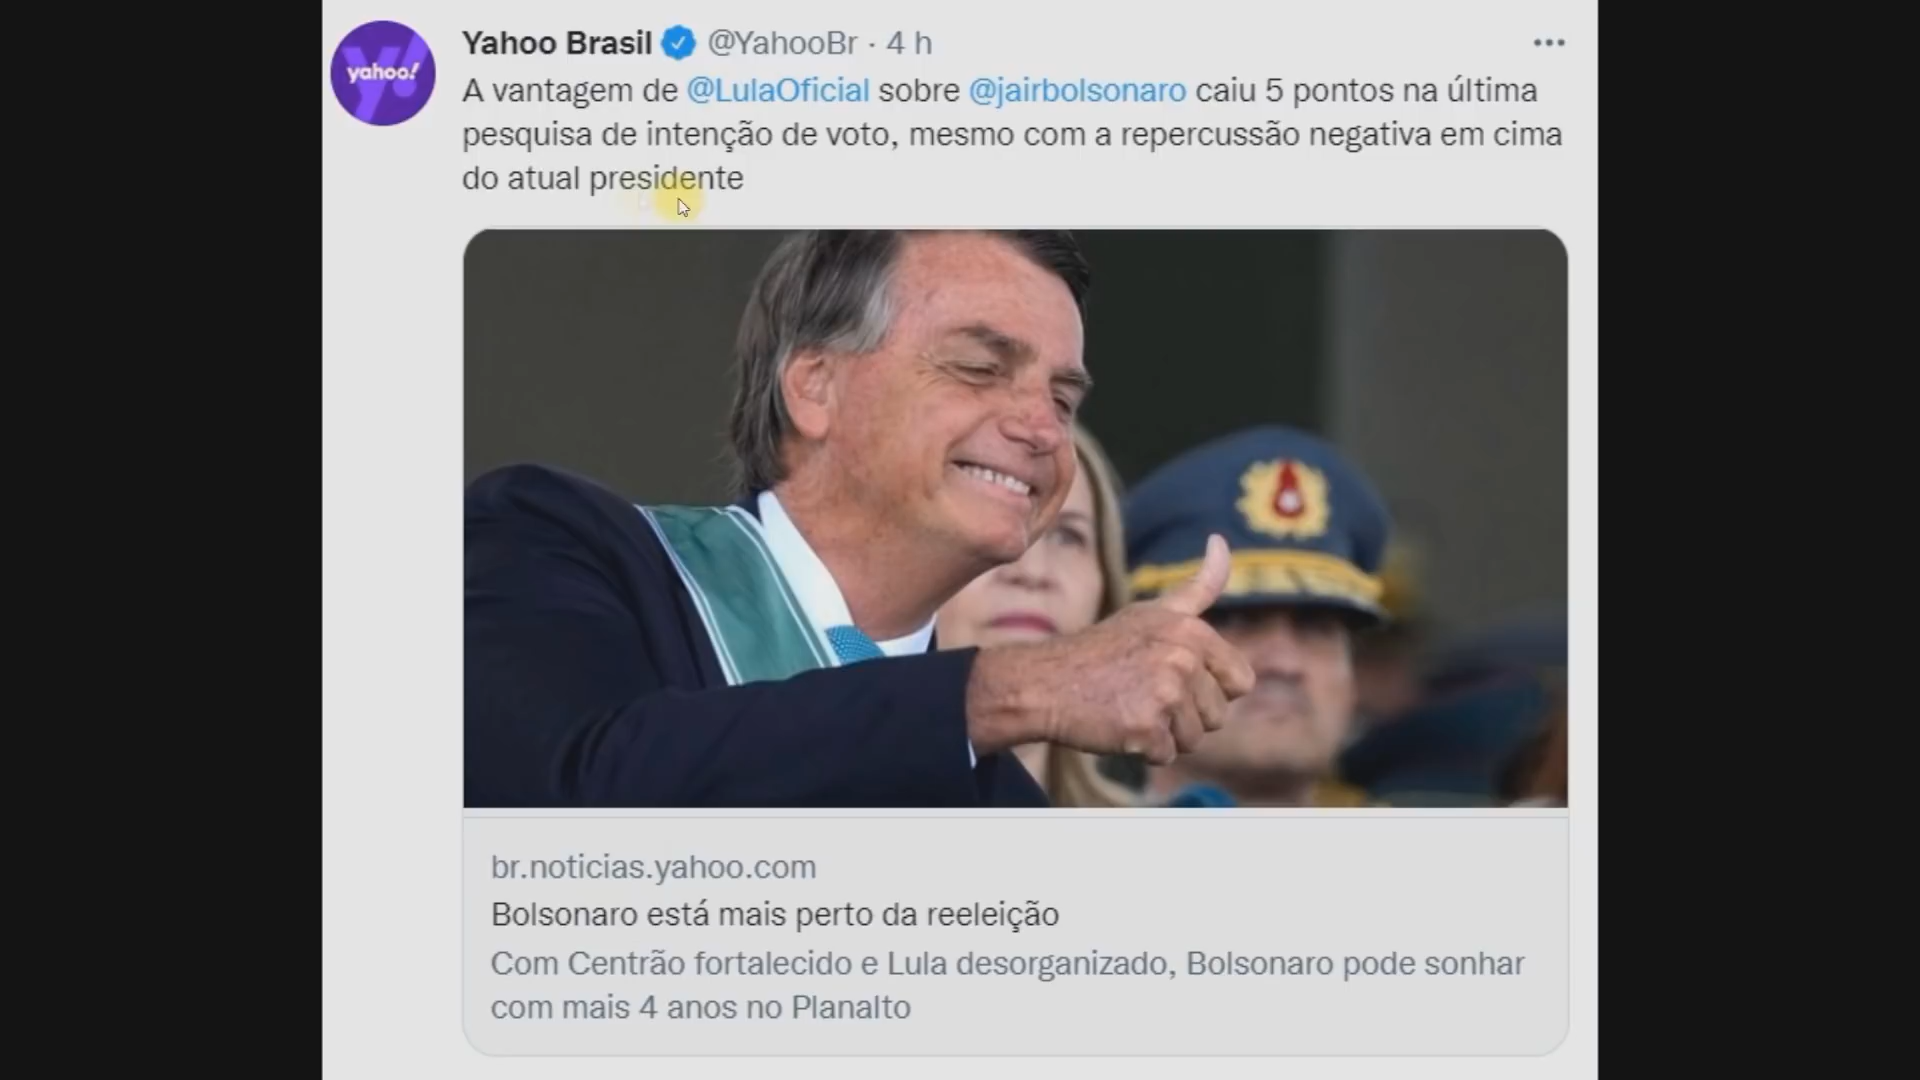 Yahoo Brasil @YahooBr · 4 h
yahoo!
A vantagem de @LulaOficial sobre @jairbolsonaro caiu 5 pontos na última
pesquisa de intenção de voto, mesmo com a repercussão negativa em cima
do atual presidente
br.noticias.yahoo.com
Bolsonaro está mais perto da reeleição
Com Centrão fortalecido e Lula desorganizado, Bolsonaro pode sonhar
com mais 4 anos no Planalto